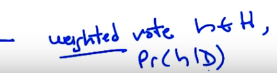 - weighted vote h ∈ H,
Pr(h|D)